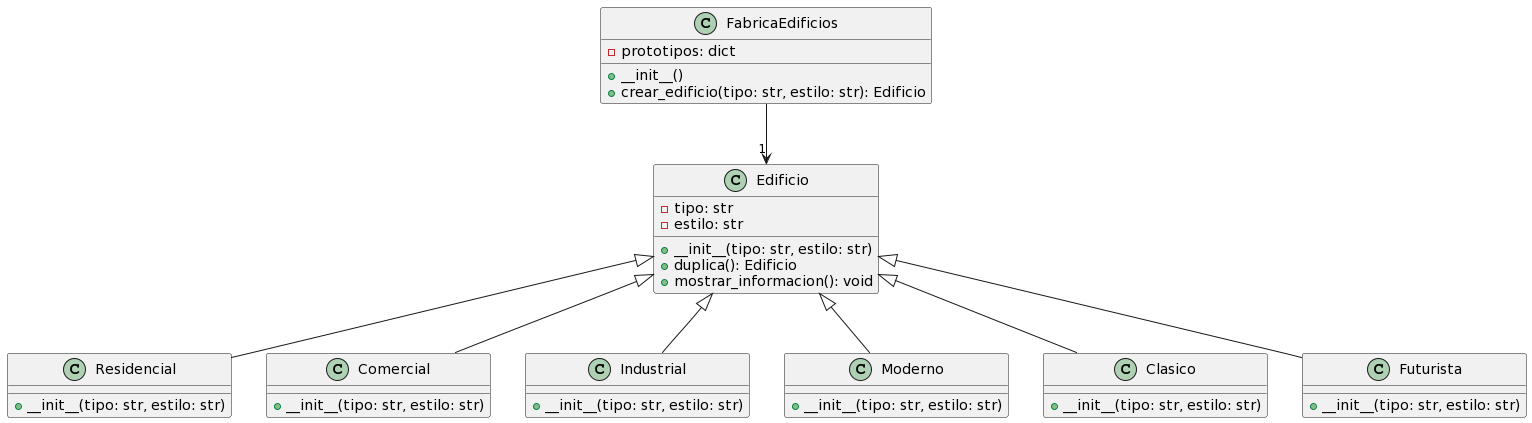 C FabricaEdificios
prototipos: dict
__init__()
crear_edificio(tipo: str, estilo: str): Edificio
1
C Edificio
tipo: str
estilo: str
__init__(tipo: str, estilo: str)
duplica(): Edificio
mostrar_informacion(): void
C Residencial
__init__(tipo: str, estilo: str)
C Comercial
__init__(tipo: str, estilo: str)
C Industrial
__init__(tipo: str, estilo: str)
C Moderno
__init__(tipo: str, estilo: str)
C Clasico
__init__(tipo: str, estilo: str)
C Futurista
__init__(tipo: str, estilo: str)